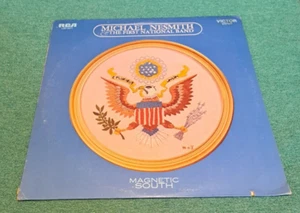 RCA
MICHAEL NESMITH
& THE FIRST NATIONAL BAND
VICTOR
MAGNETIC
SOUTH